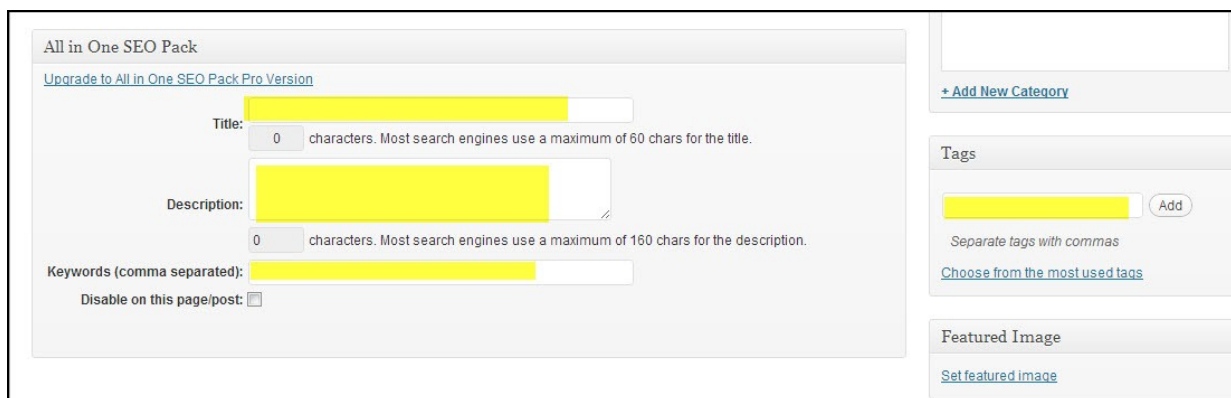 All in One SEO Pack
Upgrade to All in One SEO Pack Pro Version
Title:
0 characters. Most search engines use a maximum of 60 chars for the title.
Description:
0 characters. Most search engines use a maximum of 160 chars for the description.
Keywords (comma separated):
Disable on this page/post:
+ Add New Category
Tags
Add
Separate tags with commas
Choose from the most used tags
Featured Image
Set featured image